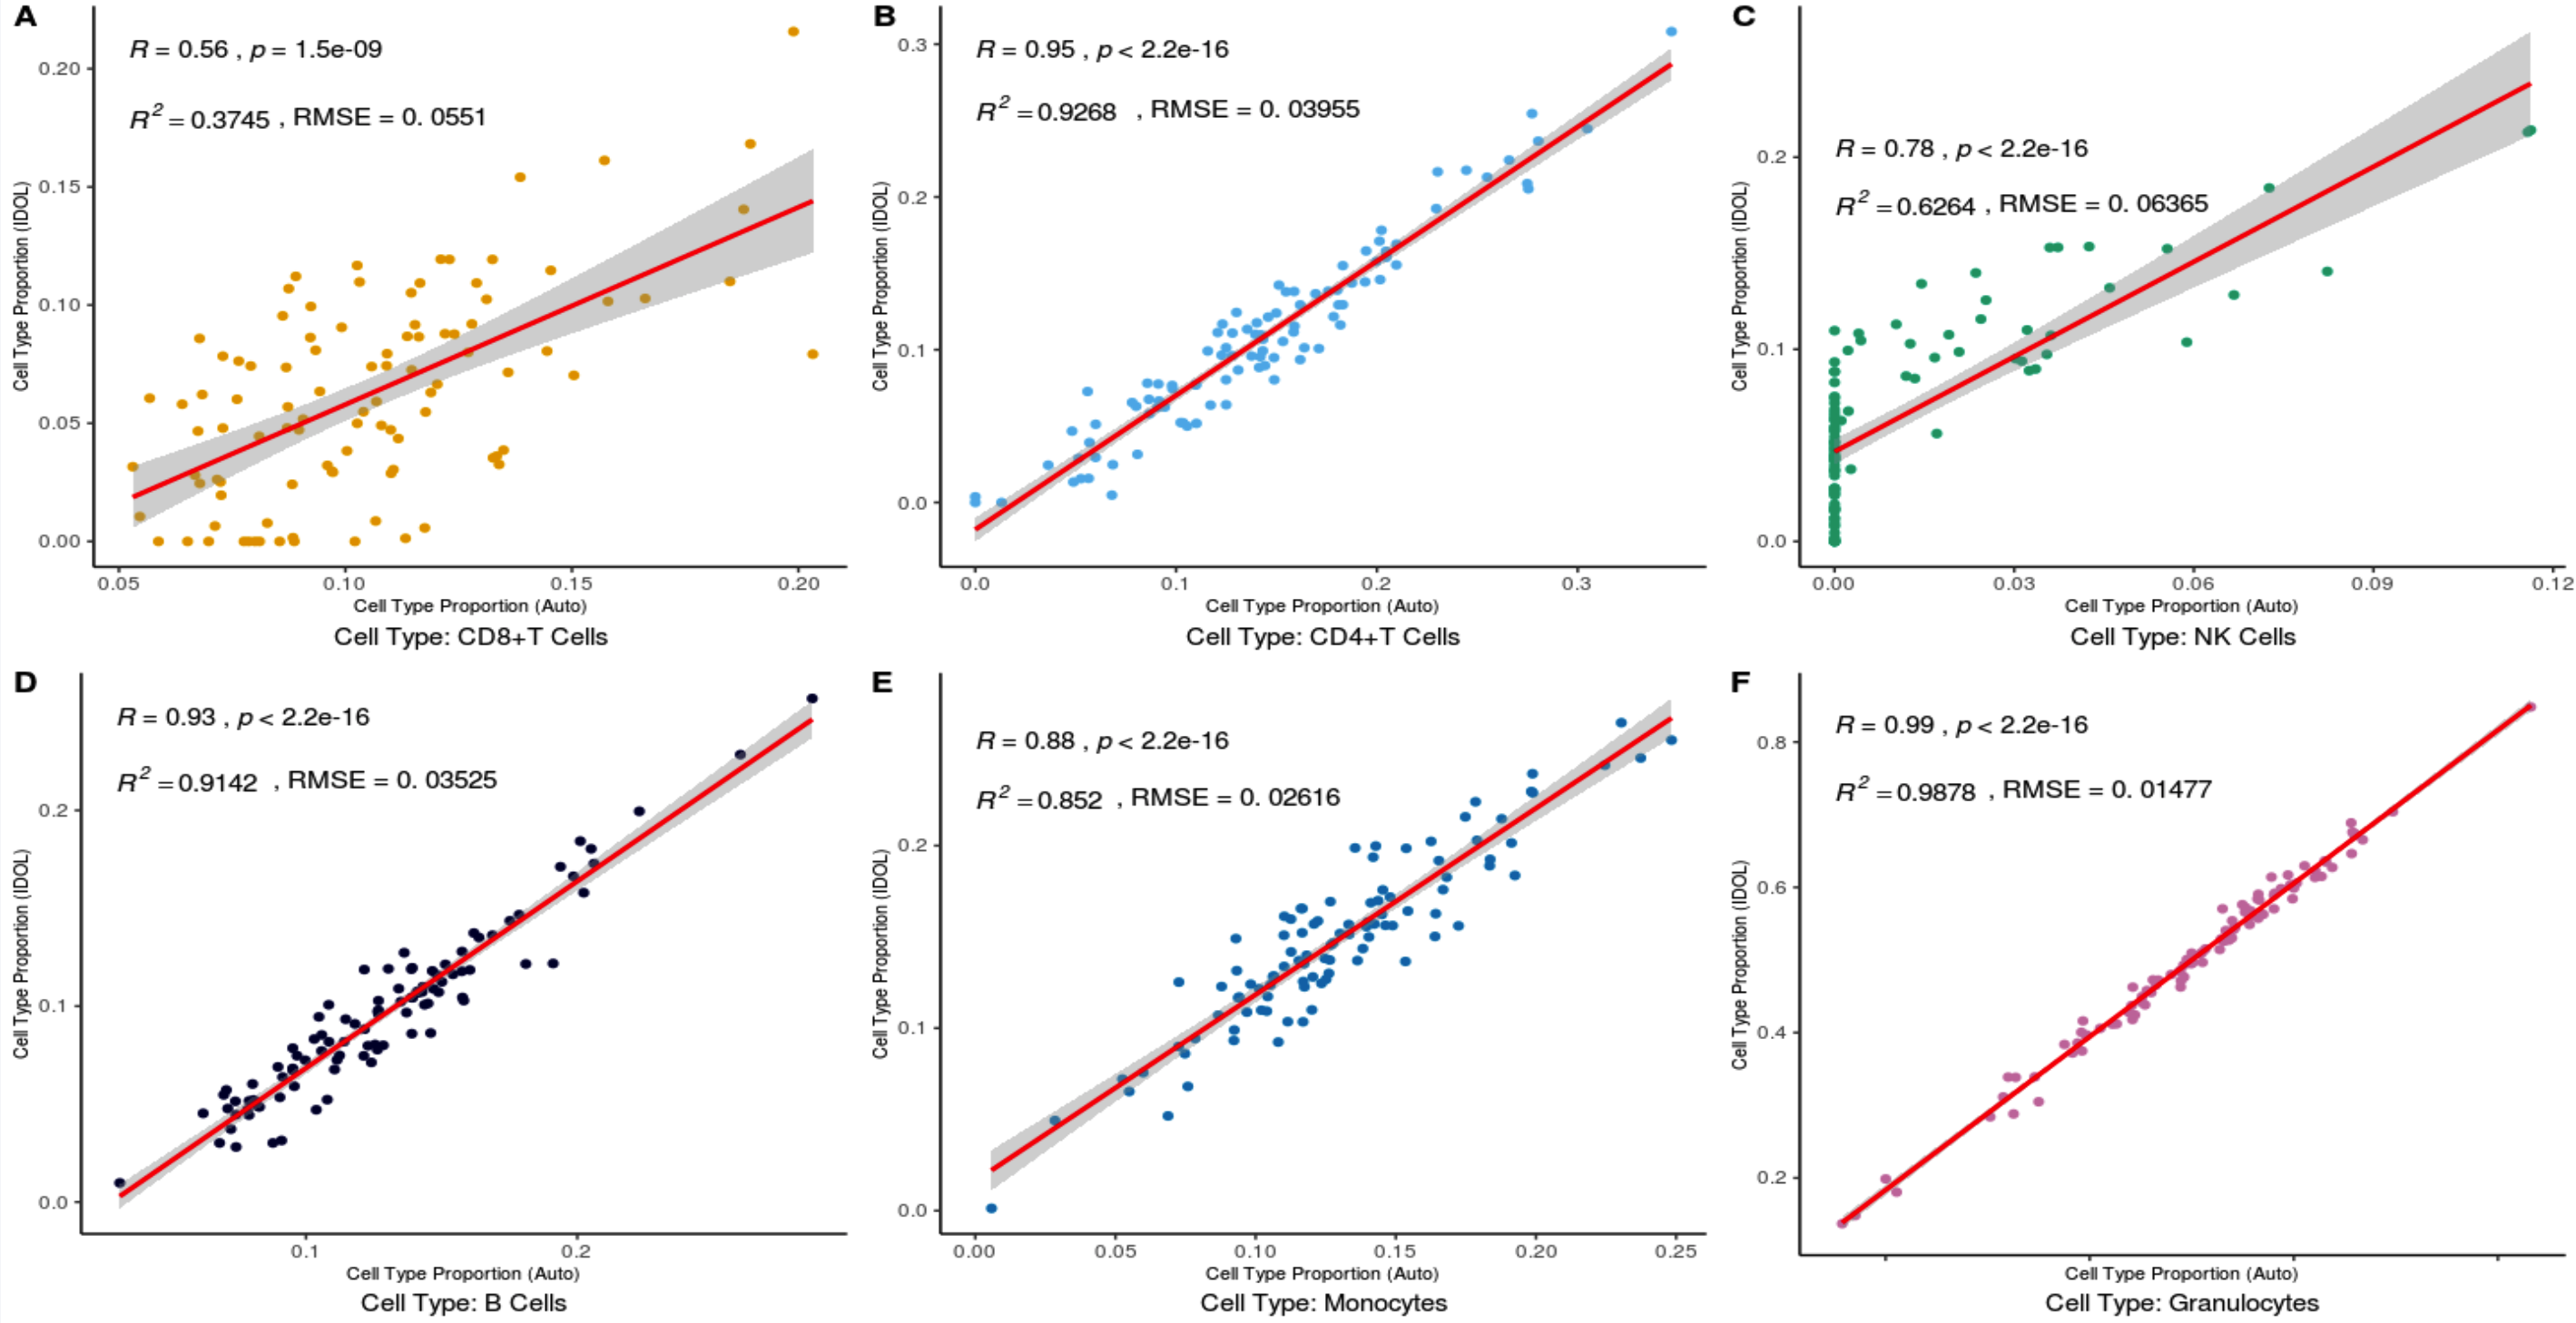 A
R = 0.56 , p = 1.5e-09
R² = 0.3745 , RMSE = 0. 0551
Cell Type Proportion (IDOL)
0.20
0.15
0.10
0.05
0.00
0.05 0.10 0.15 0.20
Cell Type Proportion (Auto)
Cell Type: CD8+T Cells
B
R = 0.95 , p < 2.2e-16
R² = 0.9268 , RMSE = 0. 03955
Cell Type Proportion (IDOL)
0.3
0.2
0.1
0.0
0.0 0.1 0.2 0.3
Cell Type Proportion (Auto)
Cell Type: CD4+T Cells
C
R = 0.78 , p < 2.2e-16
R² = 0.6264 , RMSE = 0. 06365
Cell Type Proportion (IDOL)
0.2
0.1
0.0
0.00 0.03 0.06 0.09 0.12
Cell Type Proportion (Auto)
Cell Type: NK Cells
D
R = 0.93 , p < 2.2e-16
R² = 0.9142 , RMSE = 0. 03525
Cell Type Proportion (IDOL)
0.2
0.1
0.0
0.1 0.2
Cell Type Proportion (Auto)
Cell Type: B Cells
E
R = 0.88 , p < 2.2e-16
R² = 0.852 , RMSE = 0. 02616
Cell Type Proportion (IDOL)
0.2
0.1
0.0
0.00 0.05 0.10 0.15 0.20 0.25
Cell Type Proportion (Auto)
Cell Type: Monocytes
F
R = 0.99 , p < 2.2e-16
R² = 0.9878 , RMSE = 0. 01477
Cell Type Proportion (IDOL)
0.8
0.6
0.4
0.2
Cell Type Proportion (Auto)
Cell Type: Granulocytes